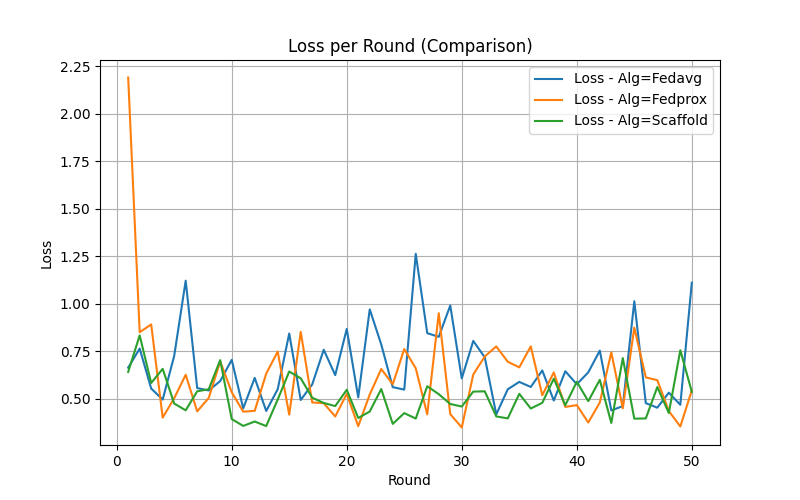 Loss per Round (Comparison)
Loss - Alg=Fedavg
Loss - Alg=Fedprox
Loss - Alg=Scaffold
2.25
2.00
1.75
1.50
1.25
1.00
0.75
0.50
Loss
0 10 20 30 40 50
Round